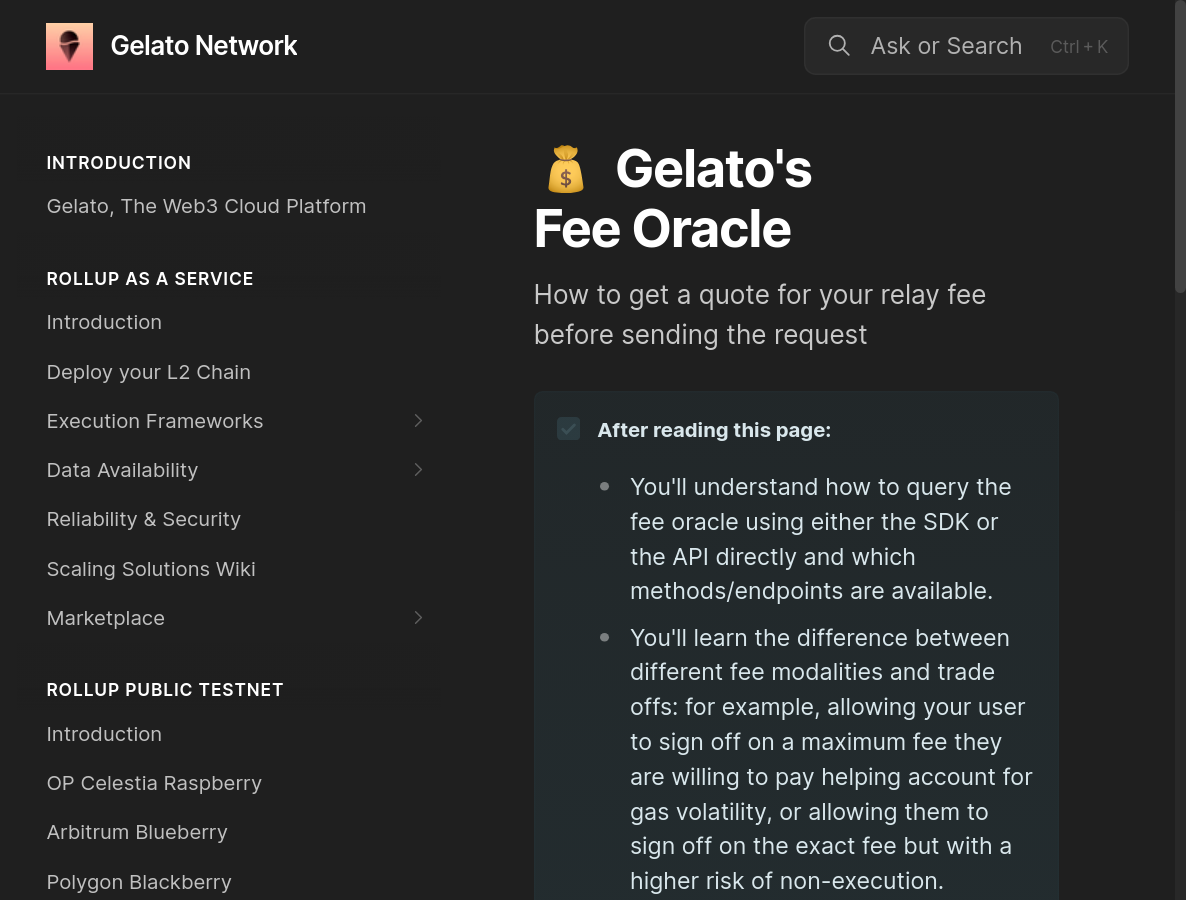 Gelato Network
Ask or Search Ctrl + K
INTRODUCTION
Gelato, The Web3 Cloud Platform
ROLLUP AS A SERVICE
Introduction
Deploy your L2 Chain
Execution Frameworks
Data Availability
Reliability & Security
Scaling Solutions Wiki
Marketplace
ROLLUP PUBLIC TESTNET
Introduction
OP Celestia Raspberry
Arbitrum Blueberry
Polygon Blackberry
💰 Gelato's
Fee Oracle
How to get a quote for your relay fee
before sending the request
After reading this page:
You'll understand how to query the
fee oracle using either the SDK or
the API directly and which
methods/endpoints are available.
You'll learn the difference between
different fee modalities and trade
offs: for example, allowing your user
to sign off on a maximum fee they
are willing to pay helping account for
gas volatility, or allowing them to
sign off on the exact fee but with a
higher risk of non-execution.